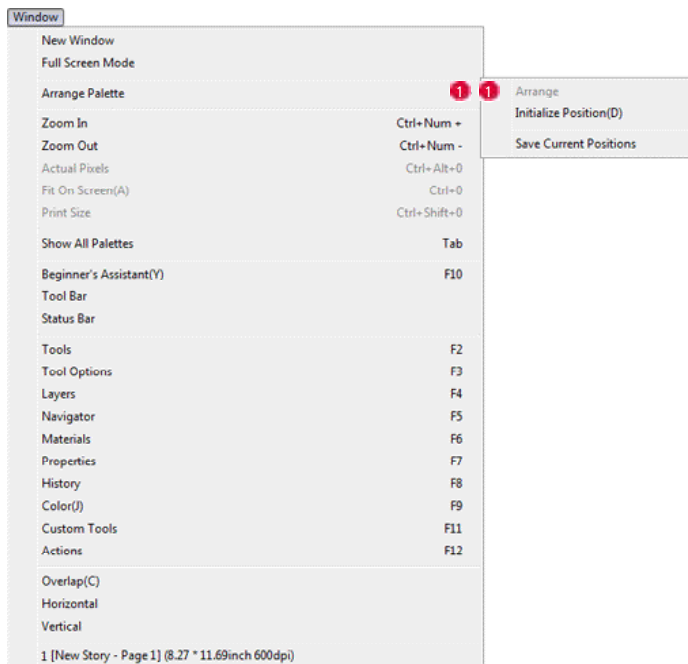 Window
New Window
Full Screen Mode
Arrange Palette 1 1 Arrange
Initialize Position(D)
Save Current Positions
Zoom In Ctrl+Num +
Zoom Out Ctrl+Num -
Actual Pixels Ctrl+Alt+0
Fit On Screen(A) Ctrl+0
Print Size Ctrl+Shift+0
Show All Palettes Tab
Beginner's Assistant(Y) F10
Tool Bar
Status Bar
Tools F2
Tool Options F3
Layers F4
Navigator F5
Materials F6
Properties F7
History F8
Color(J) F9
Custom Tools F11
Actions F12
Overlap(C)
Horizontal
Vertical
1 [New Story - Page 1] (8.27 * 11.69inch 600dpi)